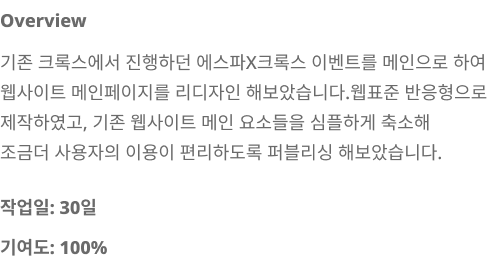 Overview
기존 크록스에서 진행하던 에스파X크록스 이벤트를 메인으로 하여
웹사이트 메인페이지를 리디자인 해보았습니다.웹표준 반응형으로
제작하였고, 기존 웹사이트 메인 요소들을 심플하게 축소해
조금더 사용자의 이용이 편리하도록 퍼블리싱 해보았습니다.
작업일: 30일
기여도: 100%